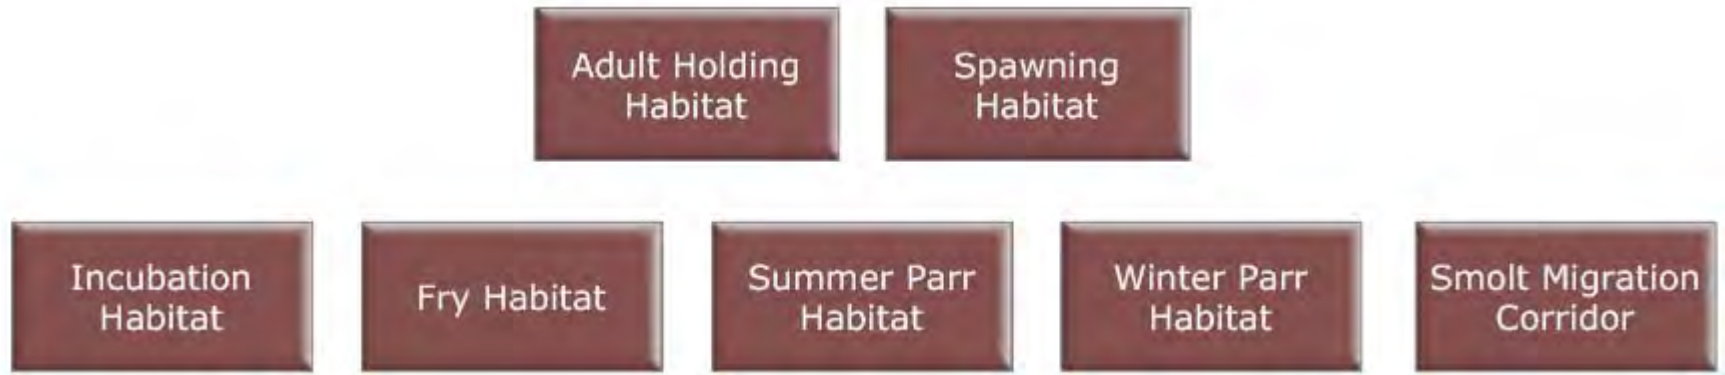 Adult Holding
Habitat
Spawning
Habitat
Incubation
Habitat
Fry Habitat
Summer Parr
Habitat
Winter Parr
Habitat
Smolt Migration
Corridor